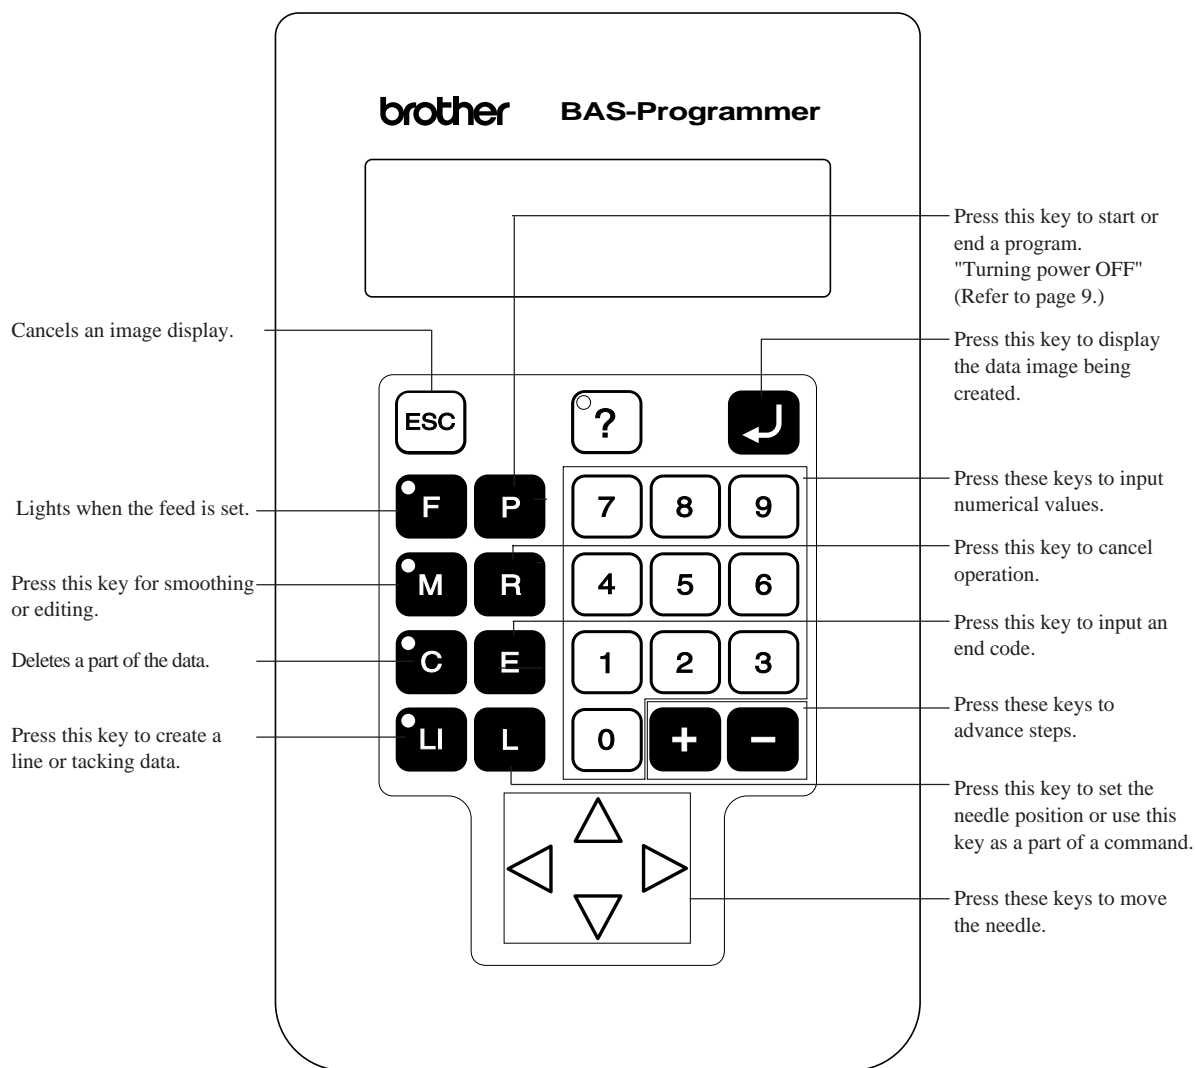 brother BAS-Programmer
Press this key to start or
end a program.
"Turning power OFF"
(Refer to page 9.)
Cancels an image display.
Press this key to display
the data image being
created.
ESC ?
Lights when the feed is set.
F P 7 8 9
Press these keys to input
numerical values.
Press this key for smoothing
or editing.
M R 4 5 6
Press this key to cancel
operation.
Deletes a part of the data.
C E 1 2 3
Press this key to input an
end code.
Press this key to create a
line or tacking data.
LI L 0 + −
Press these keys to
advance steps.
Press this key to set the
needle position or use this
key as a part of a command.
Press these keys to move
the needle.